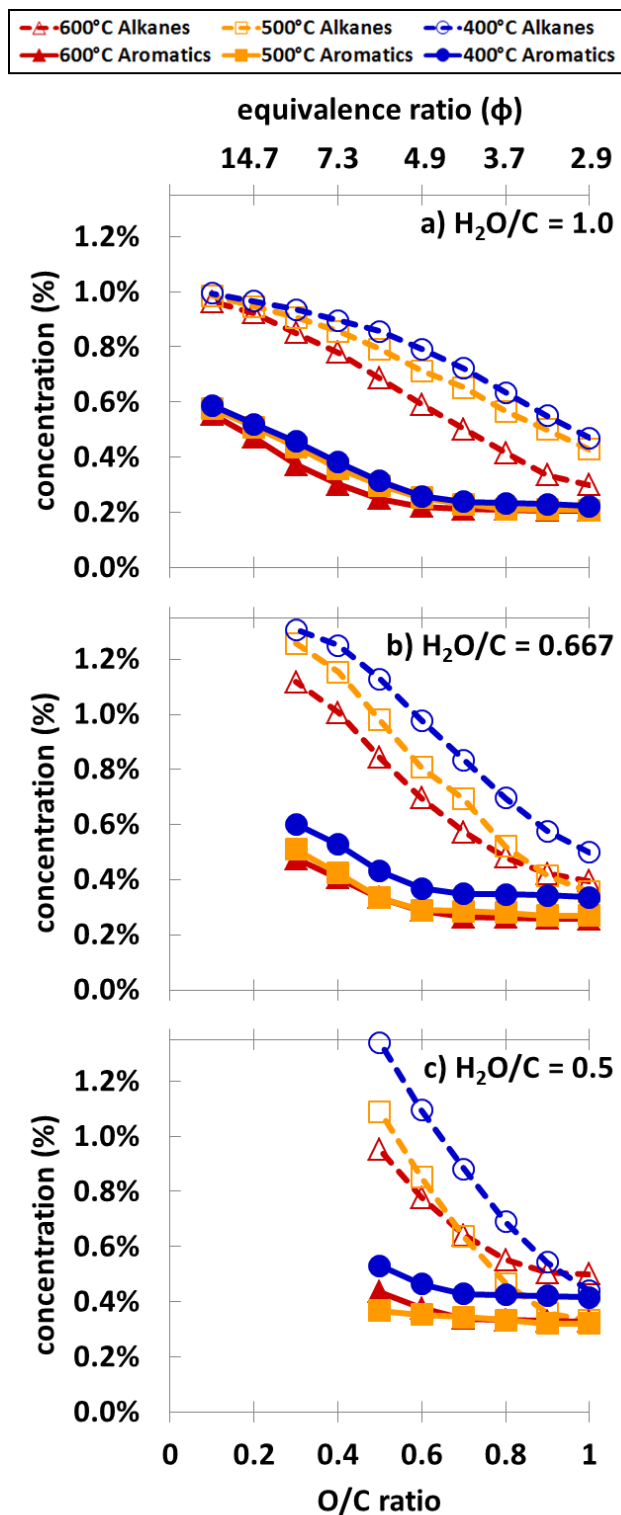 600°C Alkanes 500°C Alkanes 400°C Alkanes
600°C Aromatics 500°C Aromatics 400°C Aromatics
equivalence ratio (ϕ)
14.7 7.3 4.9 3.7 2.9
a) H₂O/C = 1.0
1.2%
1.0%
0.8%
0.6%
0.4%
0.2%
0.0%
concentration (%)
b) H₂O/C = 0.667
1.2%
1.0%
0.8%
0.6%
0.4%
0.2%
0.0%
concentration (%)
c) H₂O/C = 0.5
1.2%
1.0%
0.8%
0.6%
0.4%
0.2%
0.0%
concentration (%)
0 0.2 0.4 0.6 0.8 1
O/C ratio